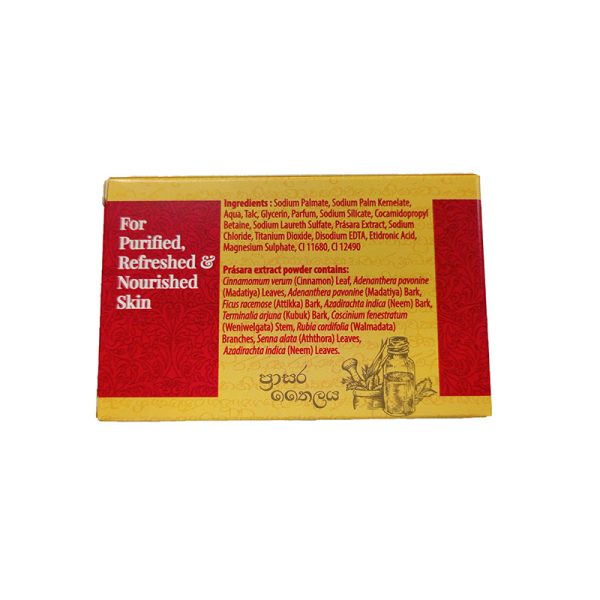 For
Purified,
Refreshed &
Nourished
Skin
Ingredients : Sodium Palmate, Sodium Palm Kernelate,
Aqua, Talc, Glycerin, Parfum, Sodium Silicate, Cocamidopropyl
Betaine, Sodium Laureth Sulfate, Prásara Extract, Sodium
Chloride, Titanium Dioxide, Disodium EDTA, Etidronic Acid,
Magnesium Sulphate, CI 11680, CI 12490
Prásara extract powder contains:
Cinnamomum verum (Cinnamon) Leaf, Adenanthera pavonine
(Madatiya) Leaves, Adenanthera pavonine (Madatiya) Bark,
Ficus racemose (Attikka) Bark, Azadirachta indica (Neem) Bark,
Terminalia arjuna (Kubuk) Bark, Coscinium fenestratum
(Weniwelgata) Stem, Rubia cordifolia (Walmadata)
Branches, Senna alata (Aththora) Leaves,
Azadirachta indica (Neem) Leaves.
ප්‍රාසර
තෛලය